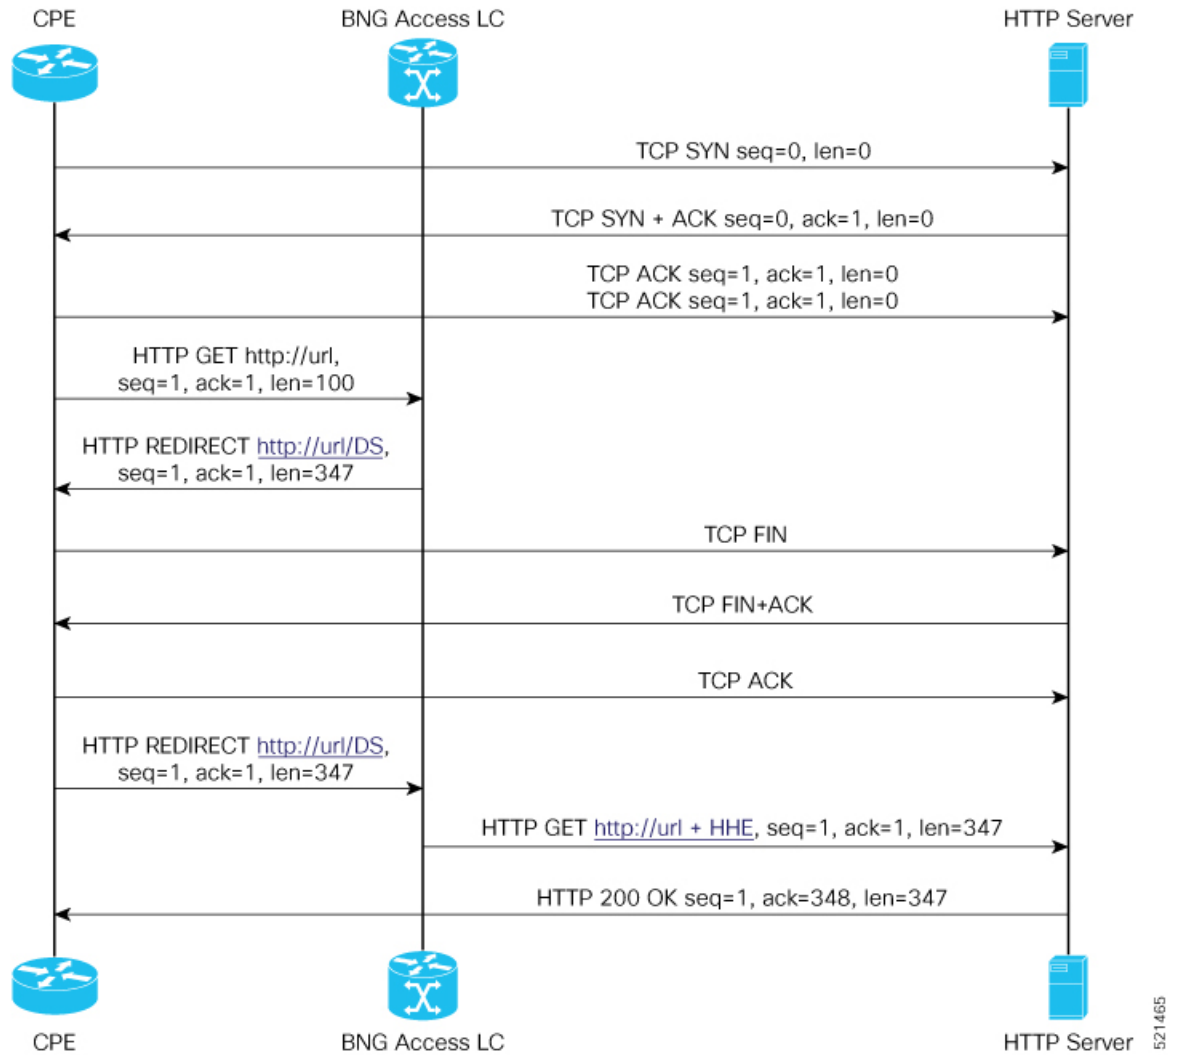 CPE
BNG Access LC
HTTP Server
TCP SYN seq=0, len=0
TCP SYN + ACK seq=0, ack=1, len=0
TCP ACK seq=1, ack=1, len=0
TCP ACK seq=1, ack=1, len=0
HTTP GET http://url,
seq=1, ack=1, len=100
HTTP REDIRECT http://url/DS,
seq=1, ack=1, len=347
TCP FIN
TCP FIN+ACK
TCP ACK
HTTP REDIRECT http://url/DS,
seq=1, ack=1, len=347
HTTP GET http://url + HHE, seq=1, ack=1, len=347
HTTP 200 OK seq=1, ack=348, len=347
CPE
BNG Access LC
HTTP Server
521465